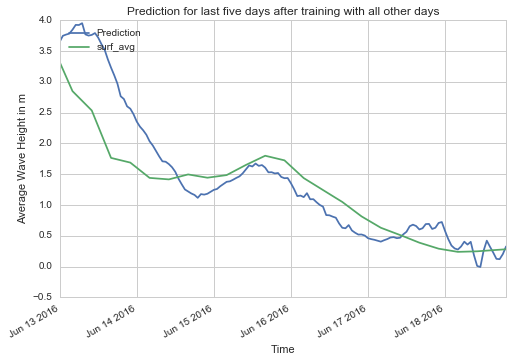 Prediction for last five days after training with all other days
4.0
3.5
3.0
2.5
2.0
1.5
1.0
0.5
0.0
−0.5
Average Wave Height in m
Prediction
surf_avg
Jun 13 2016
Jun 14 2016
Jun 15 2016
Jun 16 2016
Jun 17 2016
Jun 18 2016
Time